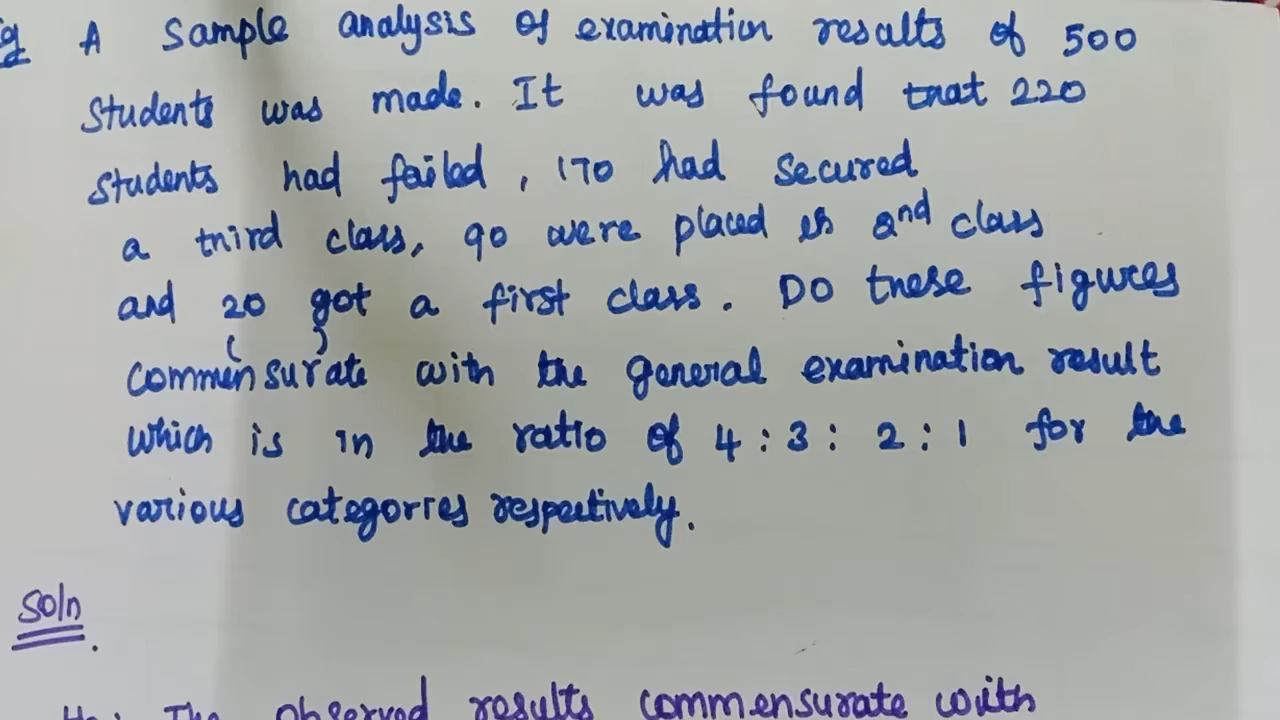 Eg A sample analysis of examination results of 500
students was made. It was found that 220
students had failed, 170 had secured
a third class, 90 were placed in 2nd class
and 20 got a first class. Do these figures
commensurate with the general examination result
which is in the ratio of 4 : 3 : 2 : 1 for the
various categories respectively.
Soln
Ho: The observed results commensurate with